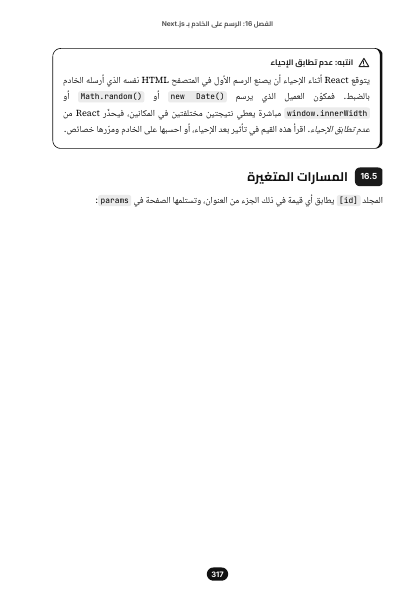 الفصل 16: الرسم على الخادم بـ Next.js
انتبه: عدم تطابق الإحياء
يتوقع React أثناء الإحياء أن يصنع الرسم الأول في المتصفح HTML نفسه الذي أرسله الخادم
بالضبط. فمكوّن العميل الذي يرسم new Date() أو Math.random() أو
window.innerWidth مباشرة يعطي نتيجتين مختلفتين في المكانين، فيحذّر React من
عدم تطابق الإحياء. اقرأ هذه القيم في تأثير بعد الإحياء، أو احسبها على الخادم ومرّرها خصائص.
16.5 المسارات المتغيرة
المجلد [id] يطابق أي قيمة في ذلك الجزء من العنوان، وتستلمها الصفحة في params:
317